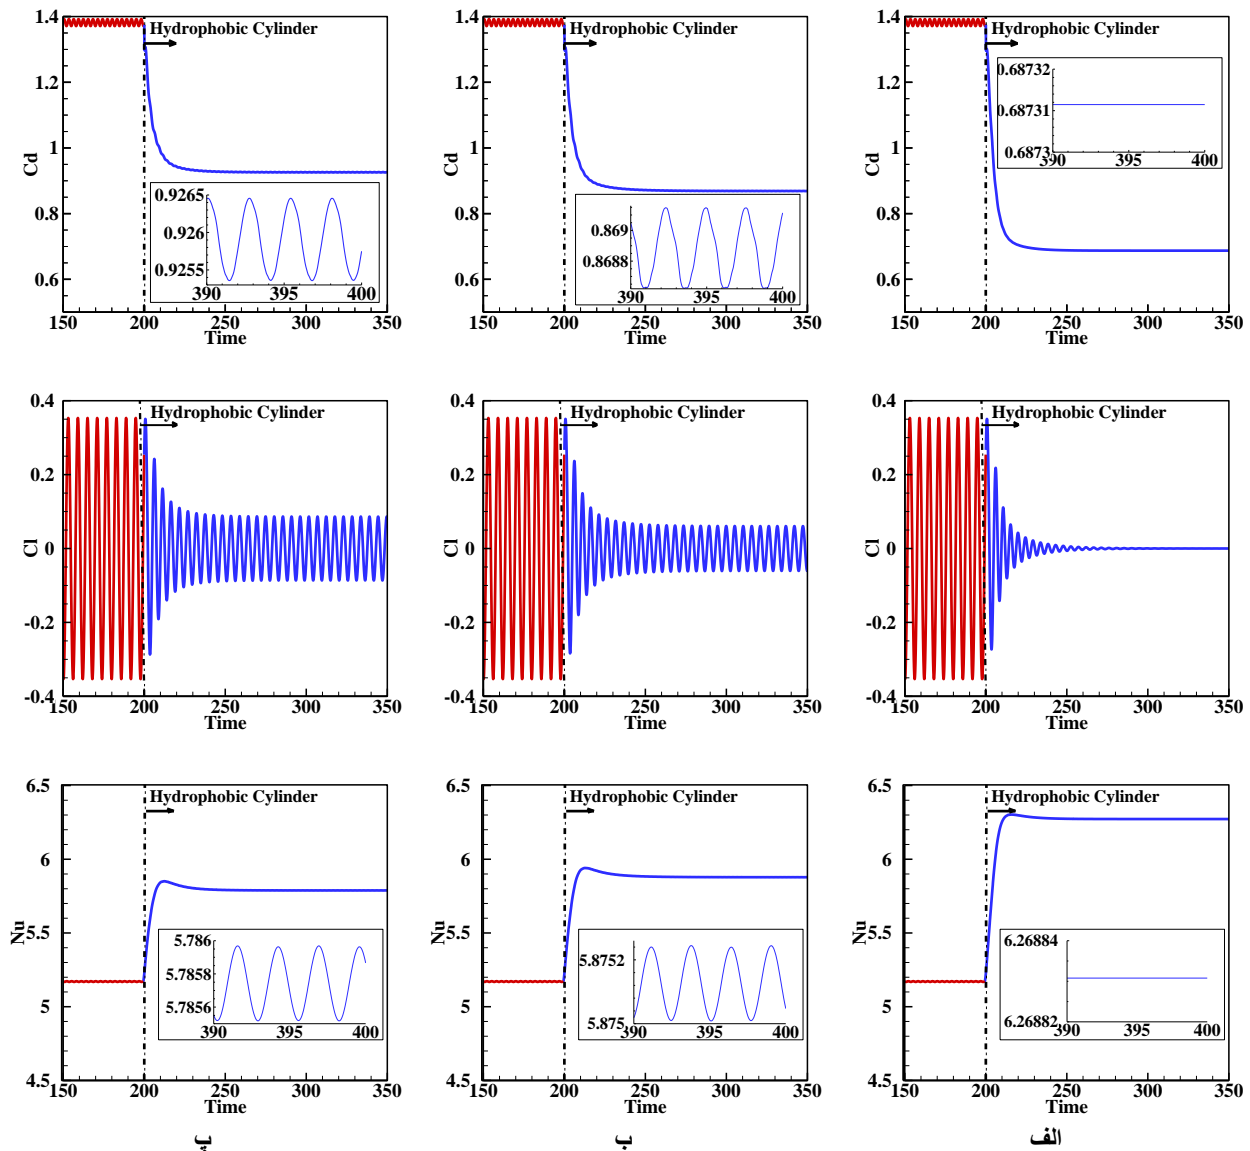 Cd
1.4
1.2
1
0.8
0.6
Hydrophobic Cylinder
0.9265
0.926
0.9255
390 395 400
150 200 250 300 350
Time
Cd
1.4
1.2
1
0.8
0.6
Hydrophobic Cylinder
0.869
0.8688
390 395 400
150 200 250 300 350
Time
Cd
1.4
1.2
1
0.8
0.6
Hydrophobic Cylinder
0.68732
0.68731
0.6873
390 395 400
150 200 250 300 350
Time
Cl
0.4
0.2
0
-0.2
-0.4
Hydrophobic Cylinder
150 200 250 300 350
Time
Cl
0.4
0.2
0
-0.2
-0.4
Hydrophobic Cylinder
150 200 250 300 350
Time
Cl
0.4
0.2
0
-0.2
-0.4
Hydrophobic Cylinder
150 200 250 300 350
Time
Nu
6.5
6
5.5
5
4.5
Hydrophobic Cylinder
5.786
5.7858
5.7856
390 395 400
150 200 250 300 350
Time
Nu
6.5
6
5.5
5
4.5
Hydrophobic Cylinder
5.8752
5.875
390 395 400
150 200 250 300 350
Time
Nu
6.5
6
5.5
5
4.5
Hydrophobic Cylinder
6.26884
6.26882
390 395 400
150 200 250 300 350
Time
الف
ب
پ